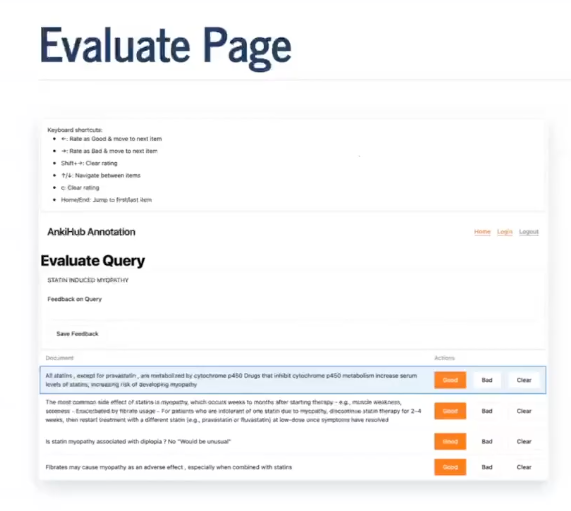 Evaluate Page
Keyboard shortcuts:
• ←: Rate as Good & move to next item
• →: Rate as Bad & move to next item
• Shift+→: Clear rating
• ↑/↓: Navigate between items
• c: Clear rating
• Home/End: Jump to first/last item
AnkiHub Annotation
Home Login Logout
Evaluate Query
STATIN INDUCED MYOPATHY
Feedback on Query
Save Feedback
Document Actions
All statins , except for pravastatin , are metabolized by cytochrome p450 Drugs that inhibit cytochrome p450 metabolism increase serum
levels of statins, increasing risk of developing myopathy
Good Bad Clear
The most common side effect of statins is myopathy, which occurs weeks to months after starting therapy - e.g., muscle weakness,
soreness - Exacerbated by fibrate usage - For patients who are intolerant of one statin due to myopathy, discontinue statin therapy for 2-4
weeks, then restart treatment with a different statin (e.g., pravastatin or fluvastatin) at low-dose once symptoms have resolved
Good Bad Clear
Is statin myopathy associated with diplopia ? No "Would be unusual"
Good Bad Clear
Fibrates may cause myopathy as an adverse effect , especially when combined with statins
Good Bad Clear